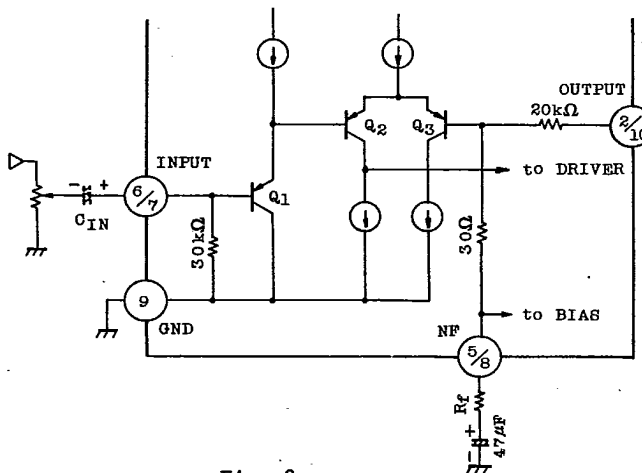 OUTPUT
20kΩ
2/10
Q2
Q3
INPUT
to DRIVER
6/7
Q1
- +
CIN
30kΩ
30Ω
9
GND
to BIAS
NF
5/8
Rf
+
-
47μF